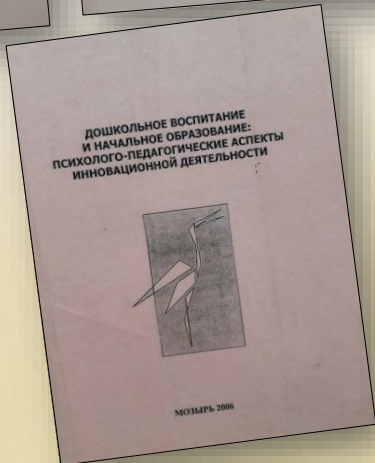 ДОШКОЛЬНОЕ ВОСПИТАНИЕ
И НАЧАЛЬНОЕ ОБРАЗОВАНИЕ:
ПСИХОЛОГО-ПЕДАГОГИЧЕСКИЕ АСПЕКТЫ
ИННОВАЦИОННОЙ ДЕЯТЕЛЬНОСТИ
МОЗЫРЬ 2006